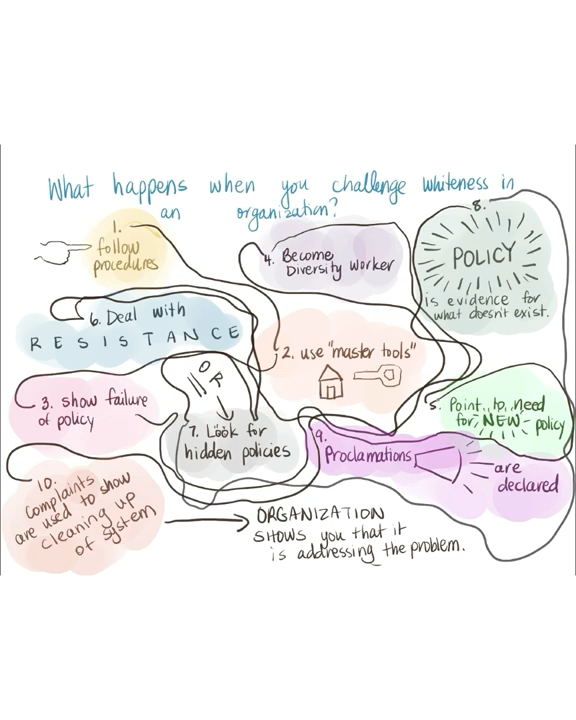 What happens when you challenge whiteness in
an organization?
1.
follow
procedures
2. use "master tools"
3. show failure
of policy
4. Become
Diversity worker
5. Point to need
for NEW policy
6. Deal with
RESISTANCE
OR
7. Look for
hidden policies
8.
POLICY
is evidence for
what doesn't exist.
9.
Proclamations
are
declared
10.
Complaints
are used to show
cleaning up
of system
ORGANIZATION
SHOWS you that it
is addressing the problem.